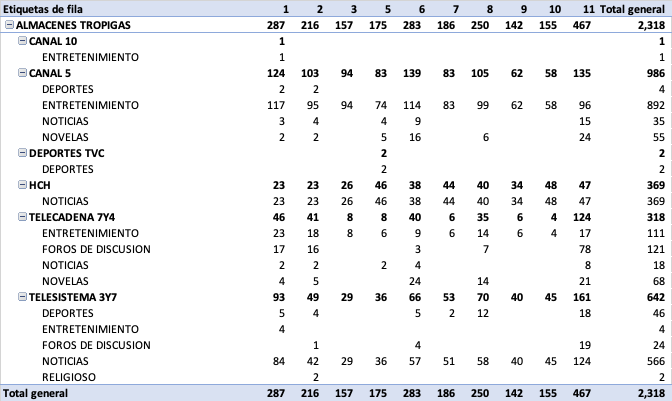 Etiquetas de fila 1 2 3 5 6 7 8 9 10 11 Total general
ALMACENES TROPIGAS 287 216 157 175 283 186 250 142 155 467 2,318
CANAL 10 1 1
ENTRETENIMIENTO 1 1
CANAL 5 124 103 94 83 139 83 105 62 58 135 986
DEPORTES 2 2 4
ENTRETENIMIENTO 117 95 94 74 114 83 99 62 58 96 892
NOTICIAS 3 4 4 9 15 35
NOVELAS 2 2 5 16 6 24 55
DEPORTES TVC 2 2
DEPORTES 2 2
HCH 23 23 26 46 38 44 40 34 48 47 369
NOTICIAS 23 23 26 46 38 44 40 34 48 47 369
TELECADENA 7Y4 46 41 8 8 40 6 35 6 4 124 318
ENTRETENIMIENTO 23 18 8 6 9 6 14 6 4 17 111
FOROS DE DISCUSION 17 16 3 7 78 121
NOTICIAS 2 2 2 4 8 18
NOVELAS 4 5 24 14 21 68
TELESISTEMA 3Y7 93 49 29 36 66 53 70 40 45 161 642
DEPORTES 5 4 5 2 12 18 46
ENTRETENIMIENTO 4 4
FOROS DE DISCUSION 1 4 19 24
NOTICIAS 84 42 29 36 57 51 58 40 45 124 566
RELIGIOSO 2 2
Total general 287 216 157 175 283 186 250 142 155 467 2,318